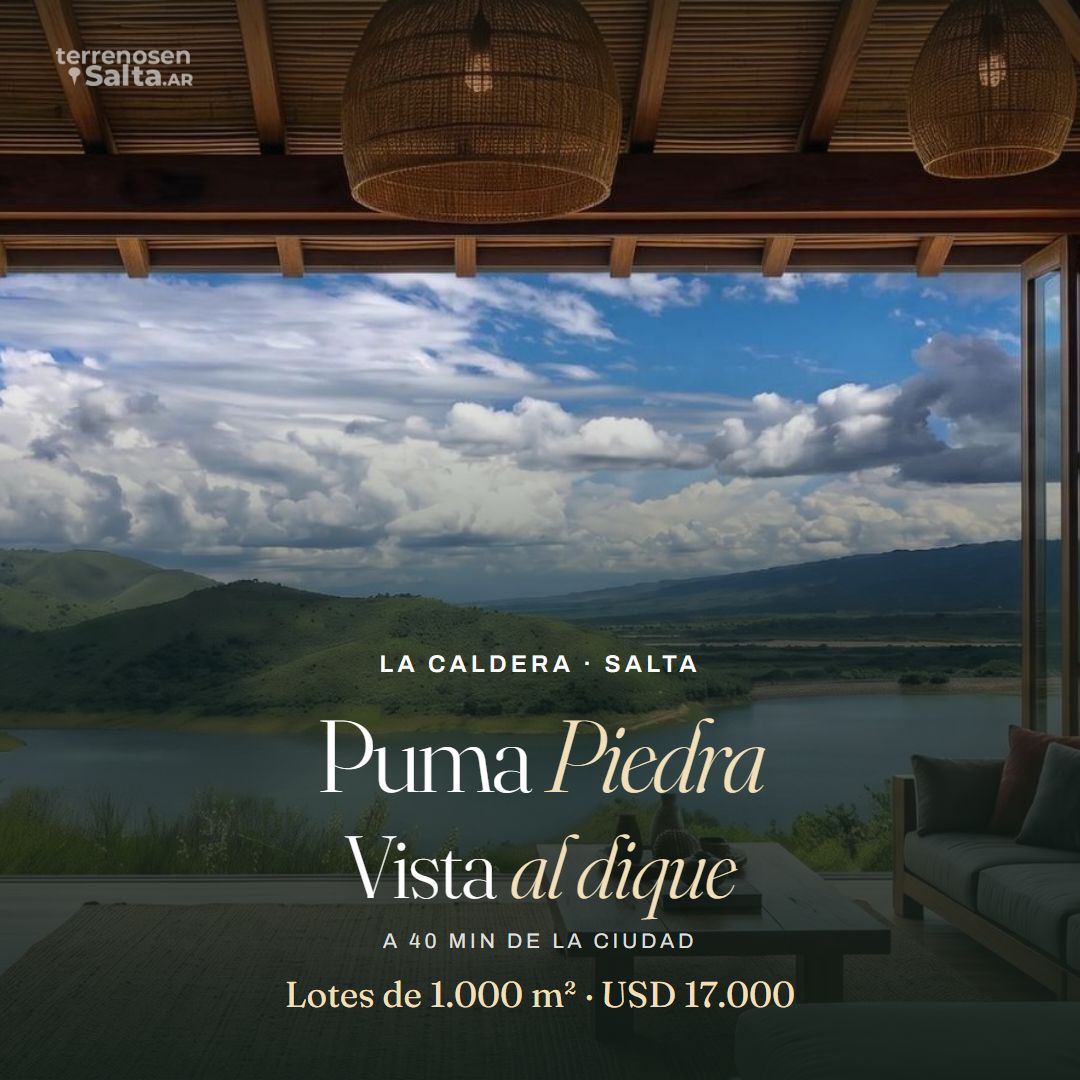 terrenosen
Salta.AR
LA CALDERA · SALTA
Puma Piedra
Vista al dique
A 40 MIN DE LA CIUDAD
Lotes de 1.000 m² · USD 17.000